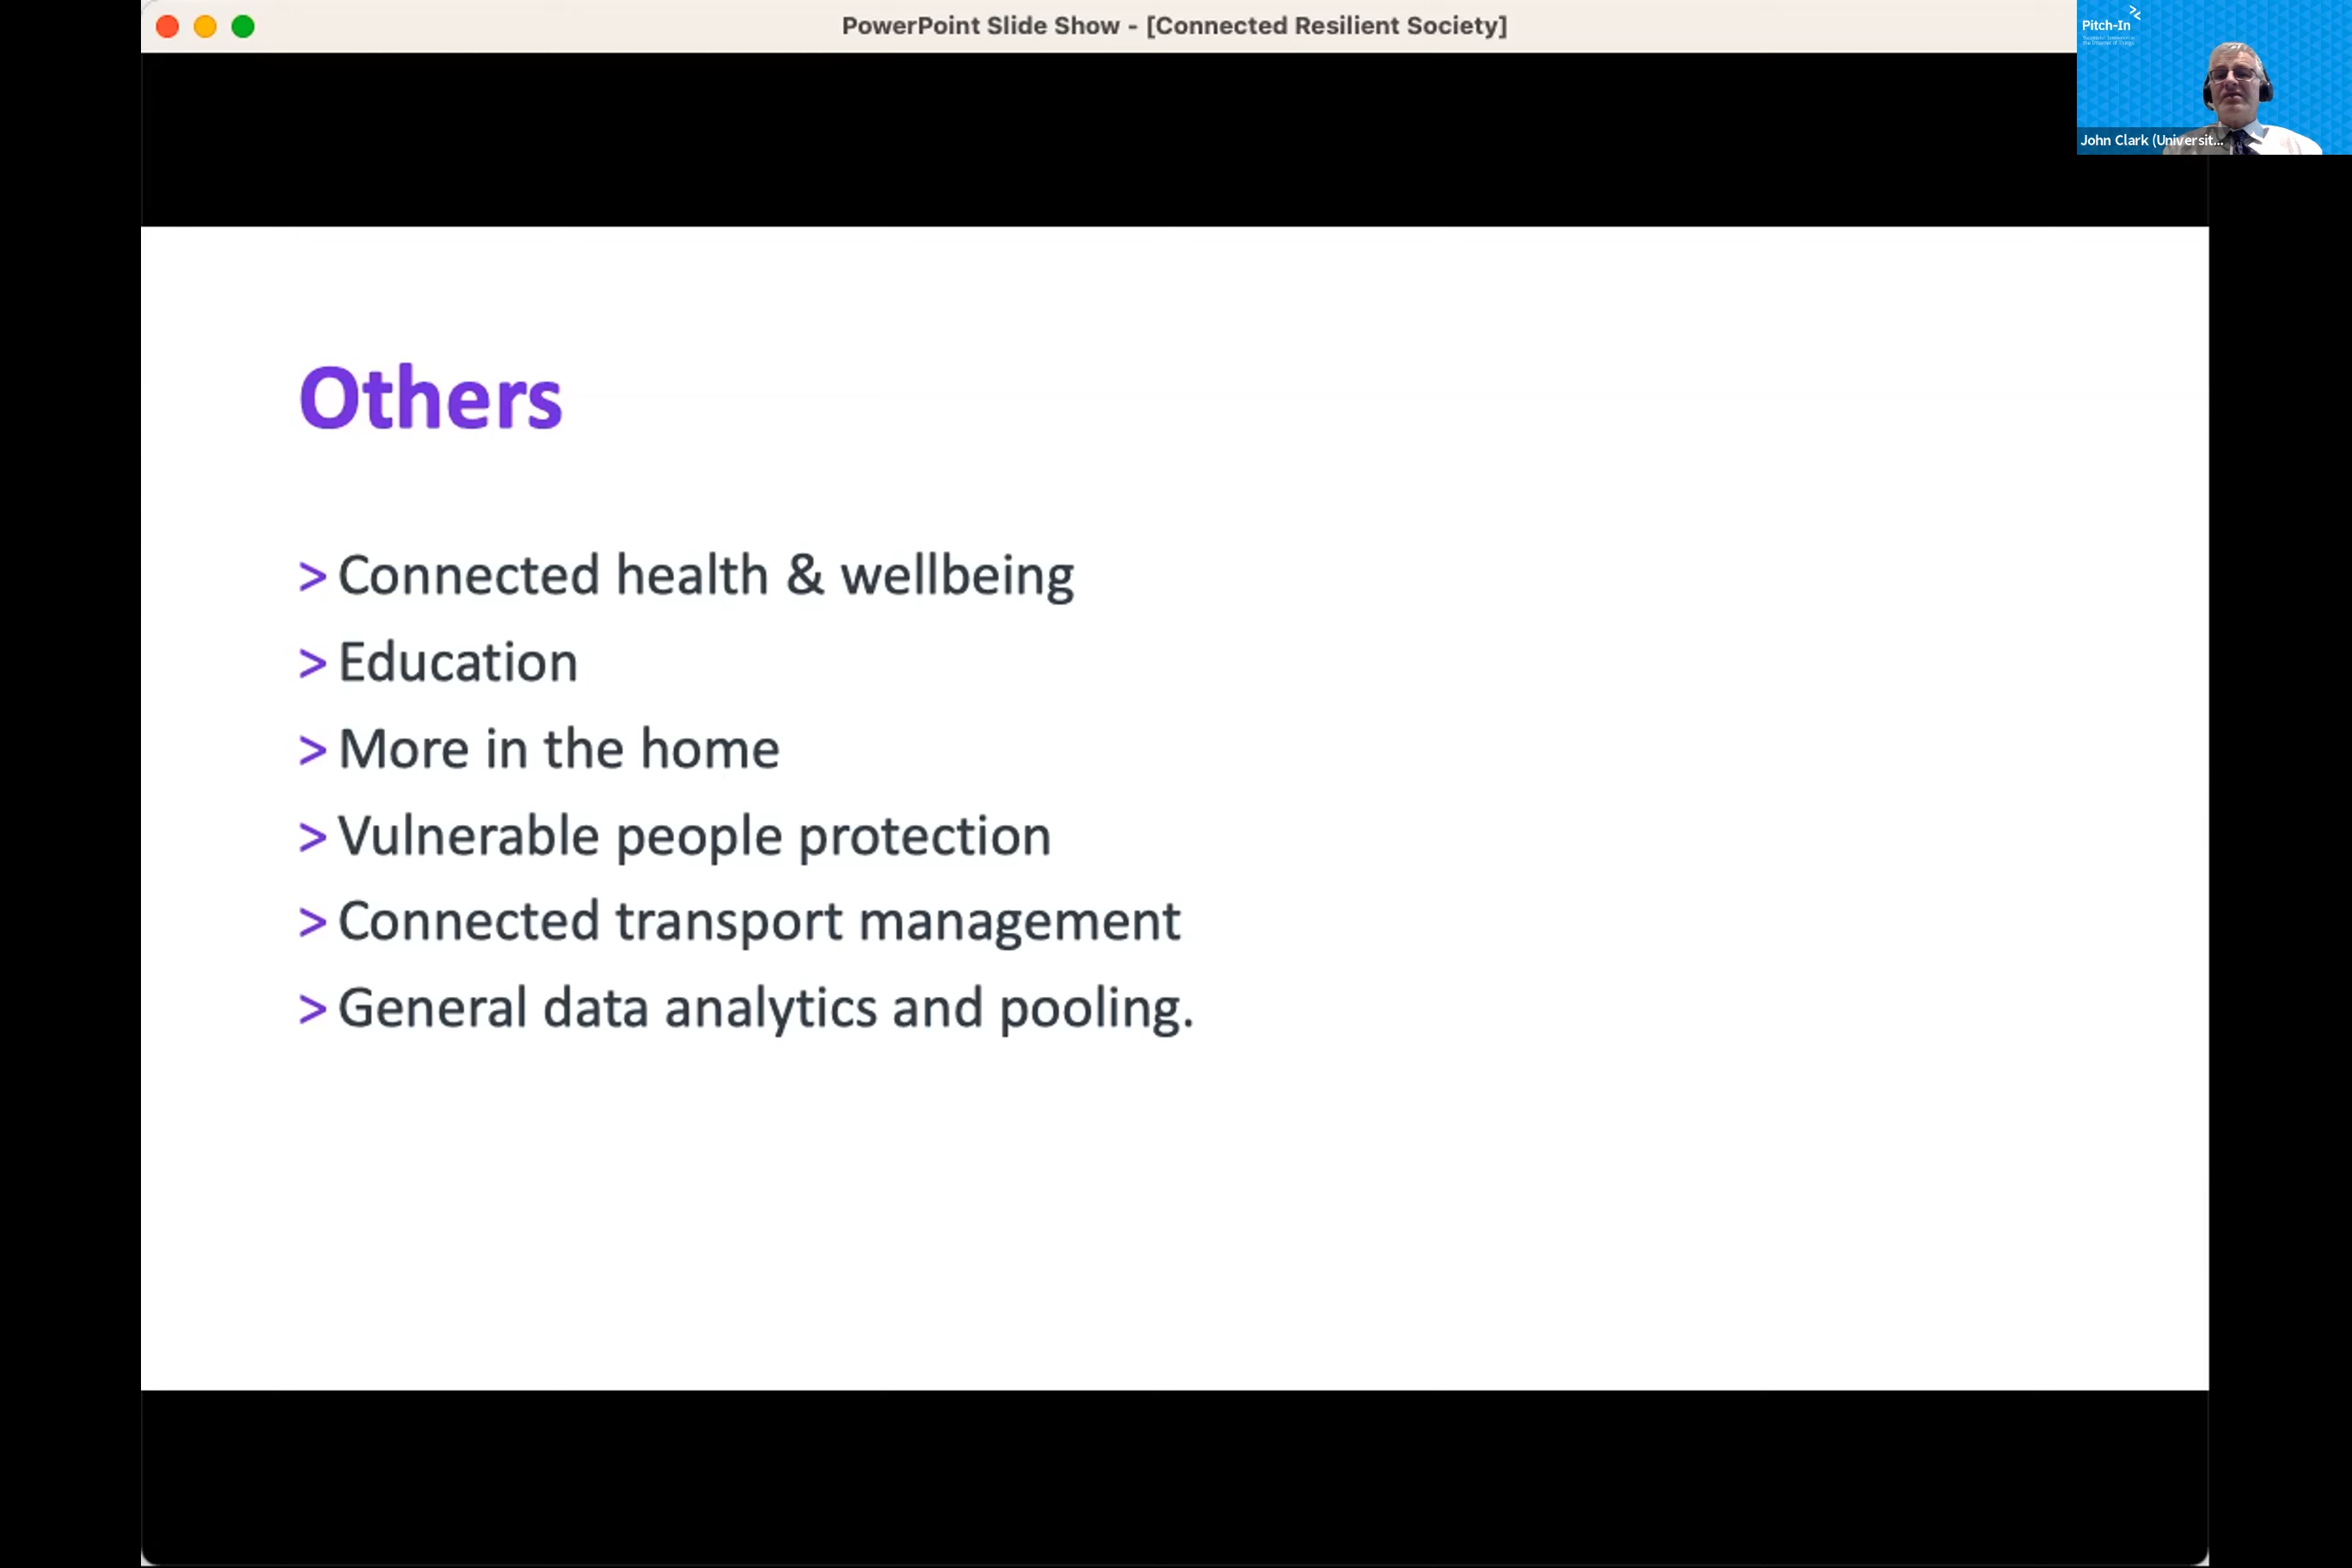 PowerPoint Slide Show - [Connected Resilient Society]
Pitch-In
John Clark (Universit...
Others
> Connected health & wellbeing
> Education
> More in the home
> Vulnerable people protection
> Connected transport management
> General data analytics and pooling.